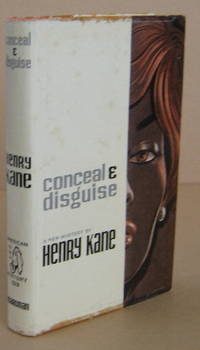 conceal
&
disguise
HENRY
KANE
conceal &
disguise
A NEW MYSTERY BY
HENRY KANE